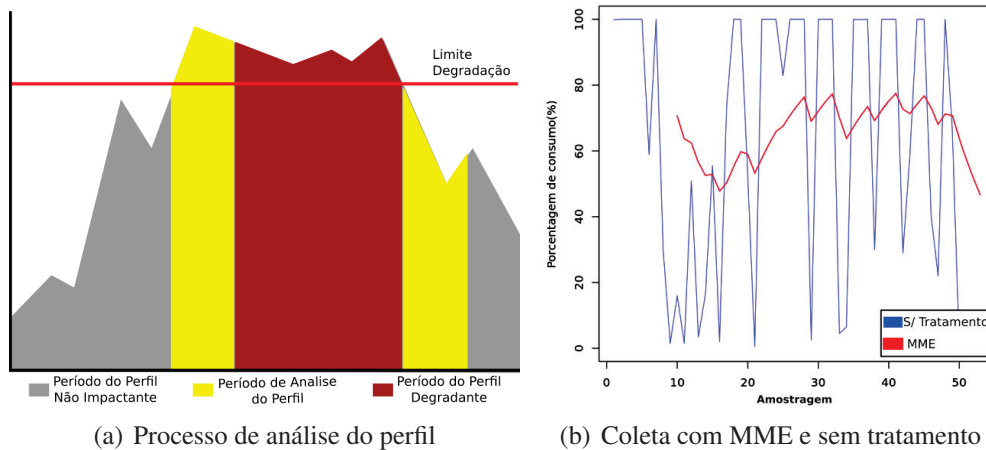 Limite
Degradação
Período do Perfil
Não Impactante
Período de Analise
do Perfil
Período do Perfil
Degradante
(a) Processo de análise do perfil
Porcentagem de consumo(%)
100
80
60
40
20
0
0
10
20
30
40
50
Amostragem
S/ Tratamento
MME
(b) Coleta com MME e sem tratamento